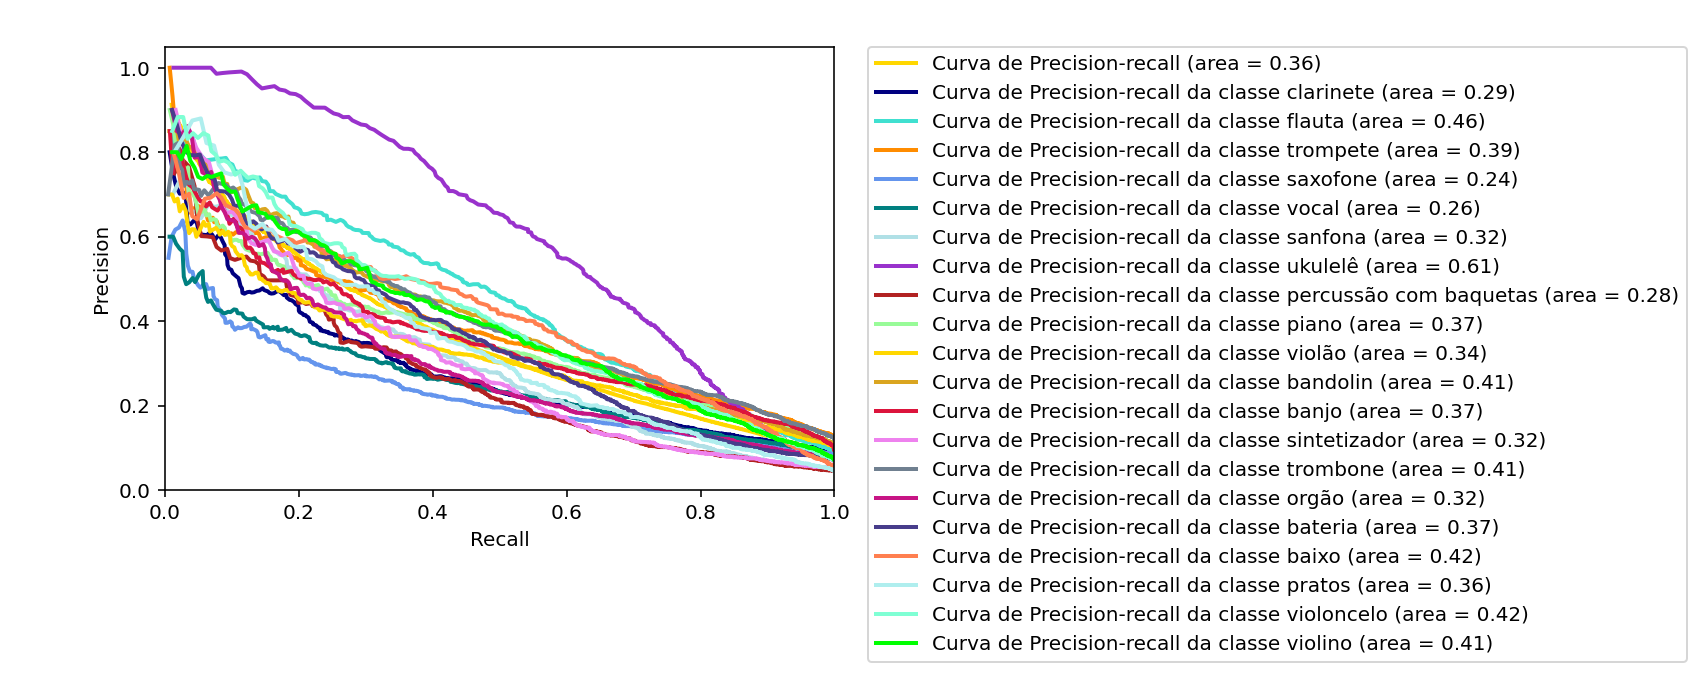 1.0
0.8
0.6
0.4
0.2
0.0
Precision
0.0 0.2 0.4 0.6 0.8 1.0
Recall
Curva de Precision-recall (area = 0.36)
Curva de Precision-recall da classe clarinete (area = 0.29)
Curva de Precision-recall da classe flauta (area = 0.46)
Curva de Precision-recall da classe trompete (area = 0.39)
Curva de Precision-recall da classe saxofone (area = 0.24)
Curva de Precision-recall da classe vocal (area = 0.26)
Curva de Precision-recall da classe sanfona (area = 0.32)
Curva de Precision-recall da classe ukulelê (area = 0.61)
Curva de Precision-recall da classe percussão com baquetas (area = 0.28)
Curva de Precision-recall da classe piano (area = 0.37)
Curva de Precision-recall da classe violão (area = 0.34)
Curva de Precision-recall da classe bandolin (area = 0.41)
Curva de Precision-recall da classe banjo (area = 0.37)
Curva de Precision-recall da classe sintetizador (area = 0.32)
Curva de Precision-recall da classe trombone (area = 0.41)
Curva de Precision-recall da classe orgão (area = 0.32)
Curva de Precision-recall da classe bateria (area = 0.37)
Curva de Precision-recall da classe baixo (area = 0.42)
Curva de Precision-recall da classe pratos (area = 0.36)
Curva de Precision-recall da classe violoncelo (area = 0.42)
Curva de Precision-recall da classe violino (area = 0.41)